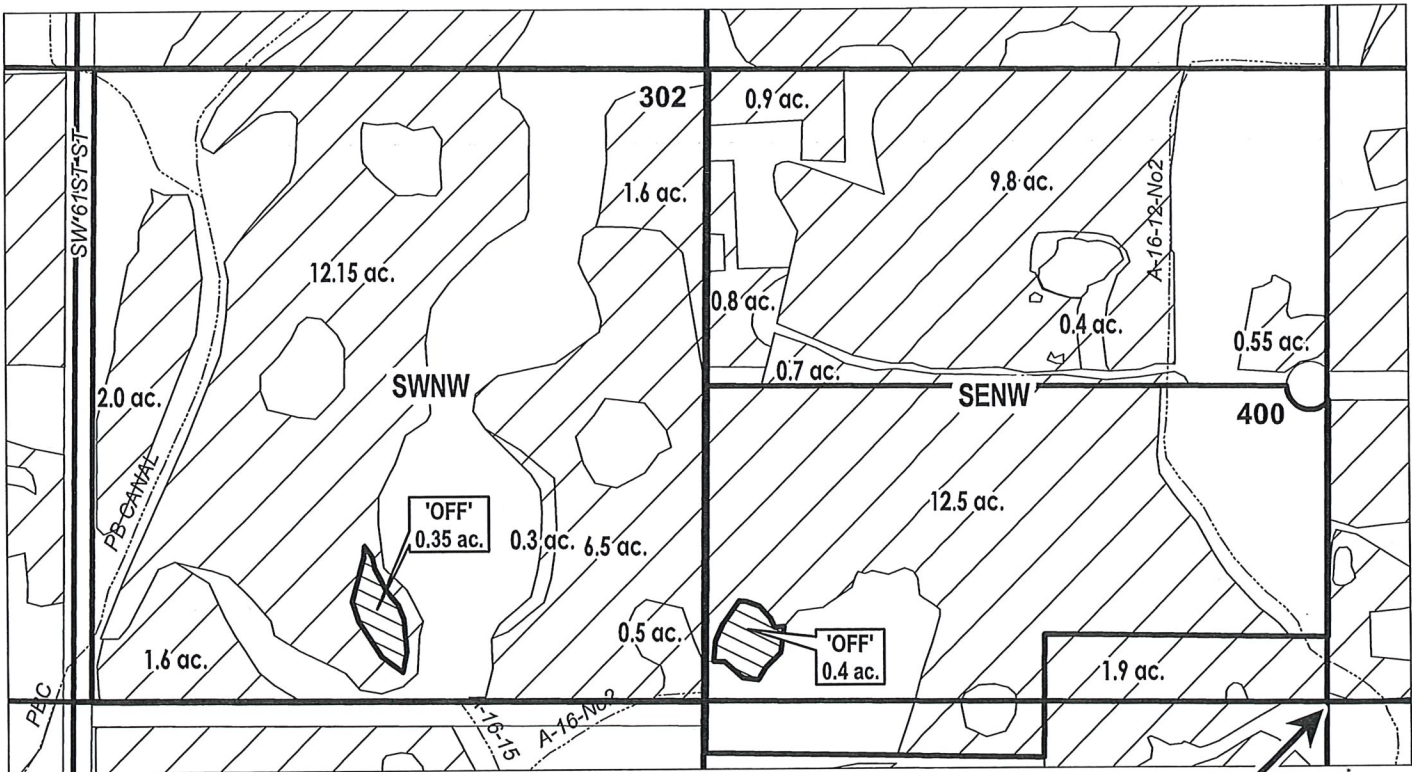 302
0.9 ac.
SW 61ST ST
1.6 ac.
9.8 ac.
A-16-12-No2
12.15 ac.
0.8 ac.
0.4 ac.
0.55 ac.
0.7 ac.
2.0 ac.
SWNW
SENW
400
PB CANAL
'OFF'
0.35 ac.
0.3 ac.
6.5 ac.
12.5 ac.
0.5 ac.
'OFF'
0.4 ac.
1.6 ac.
1.9 ac.
PBC
-16-15
A-16-No2